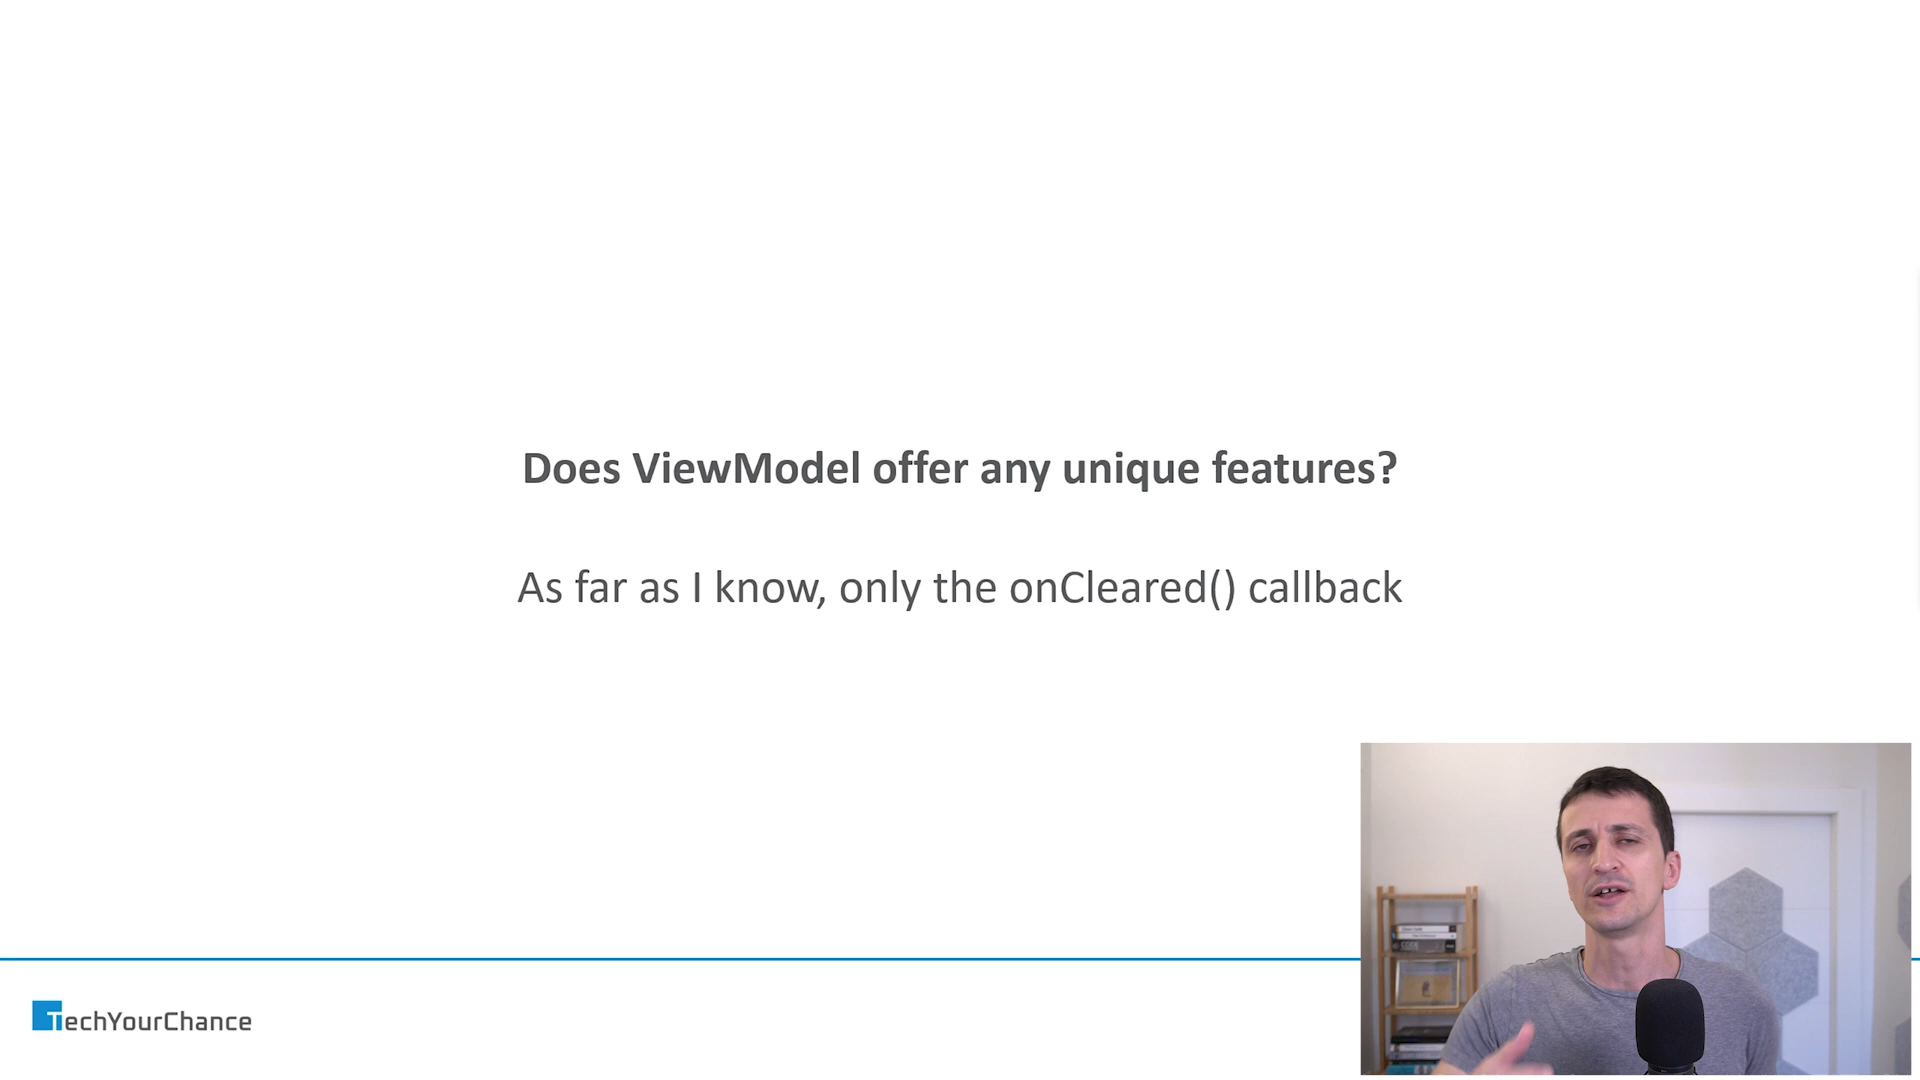 Does ViewModel offer any unique features?
As far as I know, only the onCleared() callback
TechYourChance